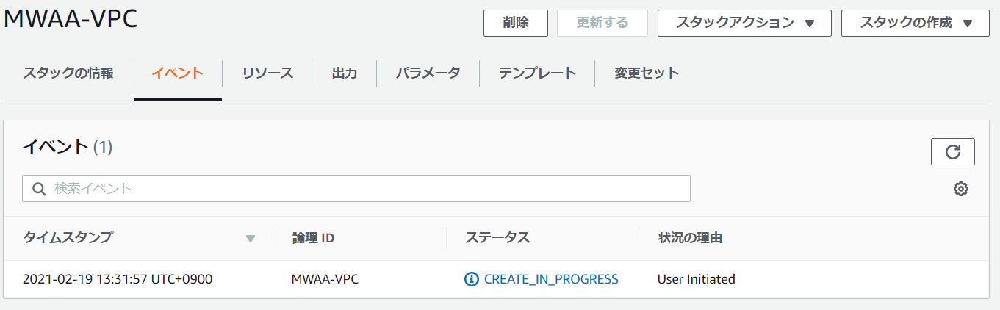 MWAA-VPC
削除 更新する スタックアクション スタックの作成
スタックの情報 イベント リソース 出力 パラメータ テンプレート 変更セット
イベント (1)
検索イベント
タイムスタンプ 論理 ID ステータス 状況の理由
2021-02-19 13:31:57 UTC+0900 MWAA-VPC CREATE_IN_PROGRESS User Initiated